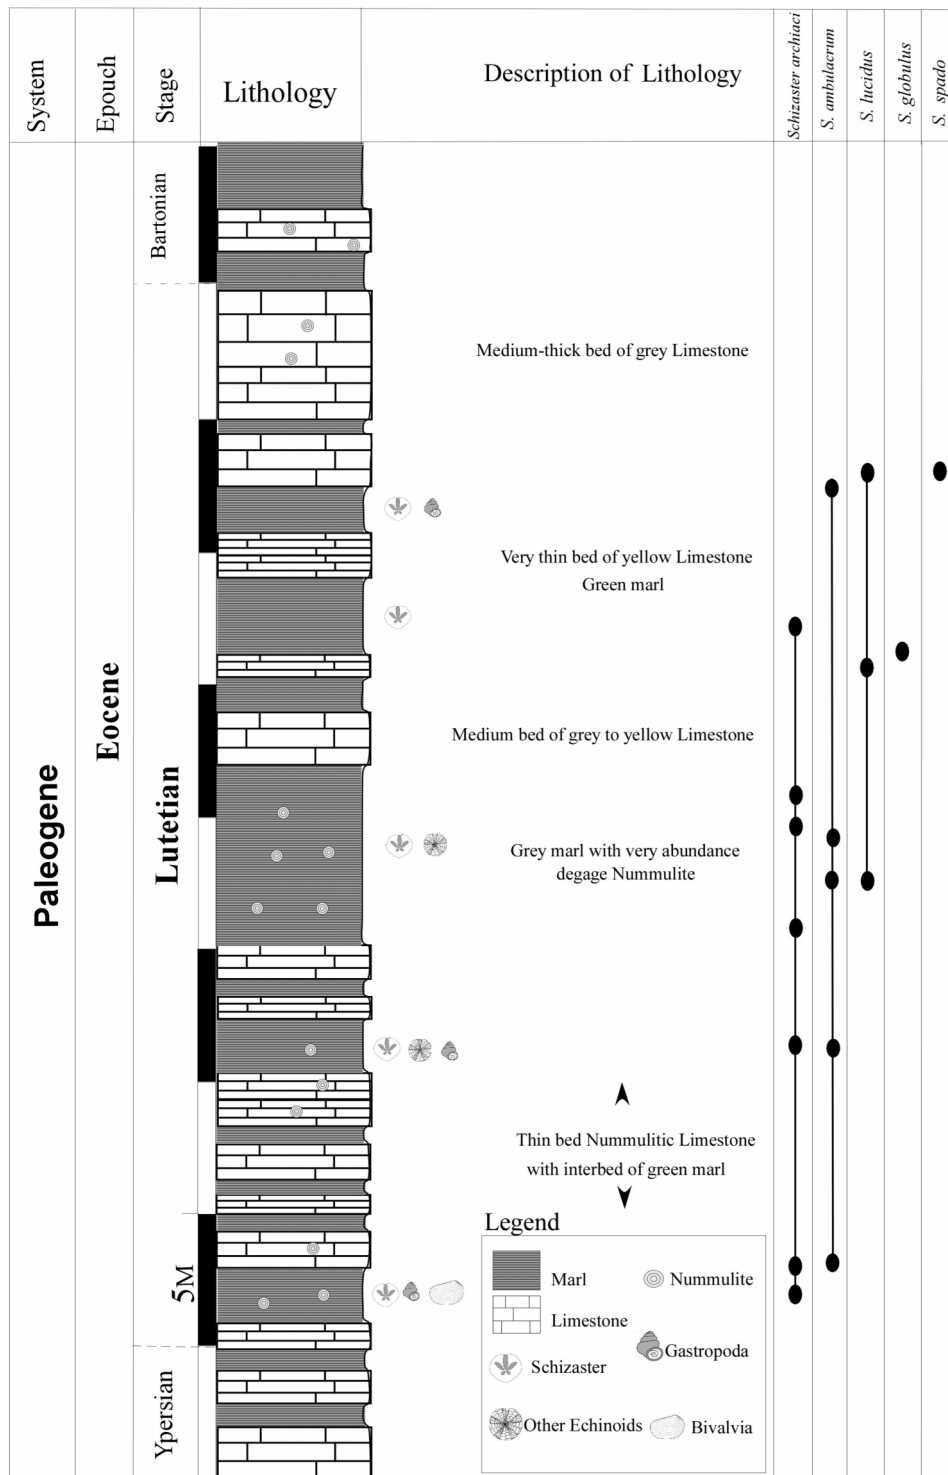 System
Epouch
Stage
Lithology
Description of Lithology
Schizaster archiaci
S. ambulacrum
S. lucidus
S. globulus
S. spado
Paleogene
Eocene
Bartonian
Lutetian
Ypersian
5M
Medium-thick bed of grey Limestone
Very thin bed of yellow Limestone
Green marl
Medium bed of grey to yellow Limestone
Grey marl with very abundance
degage Nummulite
Thin bed Nummulitic Limestone
with interbed of green marl
Legend
Marl
Nummulite
Limestone
Gastropoda
Schizaster
Other Echinoids
Bivalvia